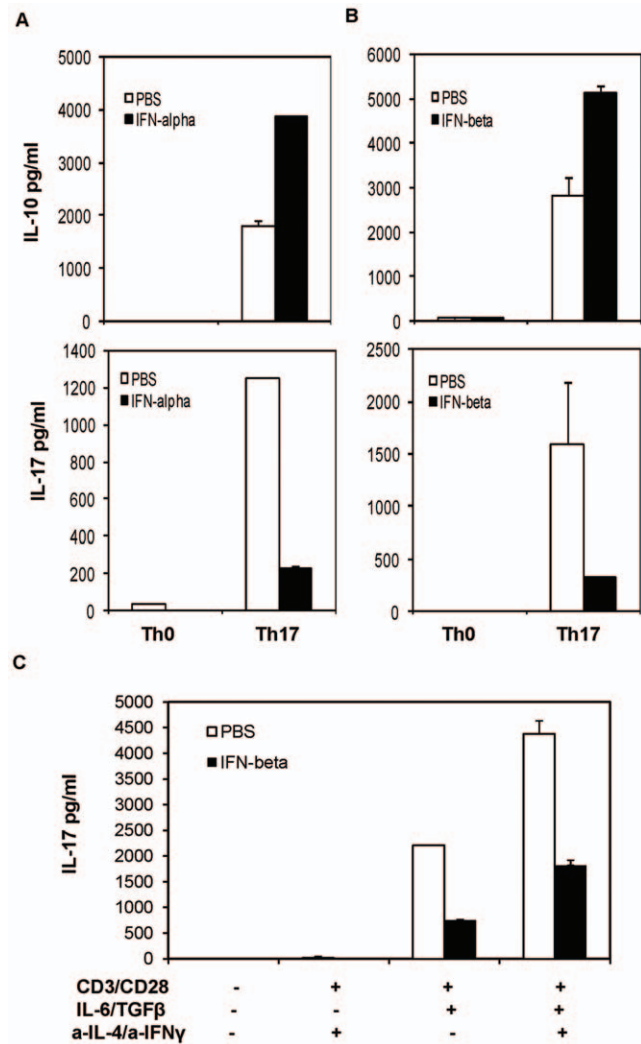 A
5000
4000
3000
2000
1000
0
IL-10 pg/ml
PBS
IFN-alpha
B
6000
5000
4000
3000
2000
1000
0
PBS
IFN-beta
1400
1200
1000
800
600
400
200
0
IL-17 pg/ml
PBS
IFN-alpha
Th0 Th17
2500
2000
1500
1000
500
0
PBS
IFN-beta
Th0 Th17
C
5000
4500
4000
3500
3000
2500
2000
1500
1000
500
0
IL-17 pg/ml
PBS
IFN-beta
CD3/CD28 - + + +
IL-6/TGFβ - - + +
a-IL-4/a-IFNγ - + - +